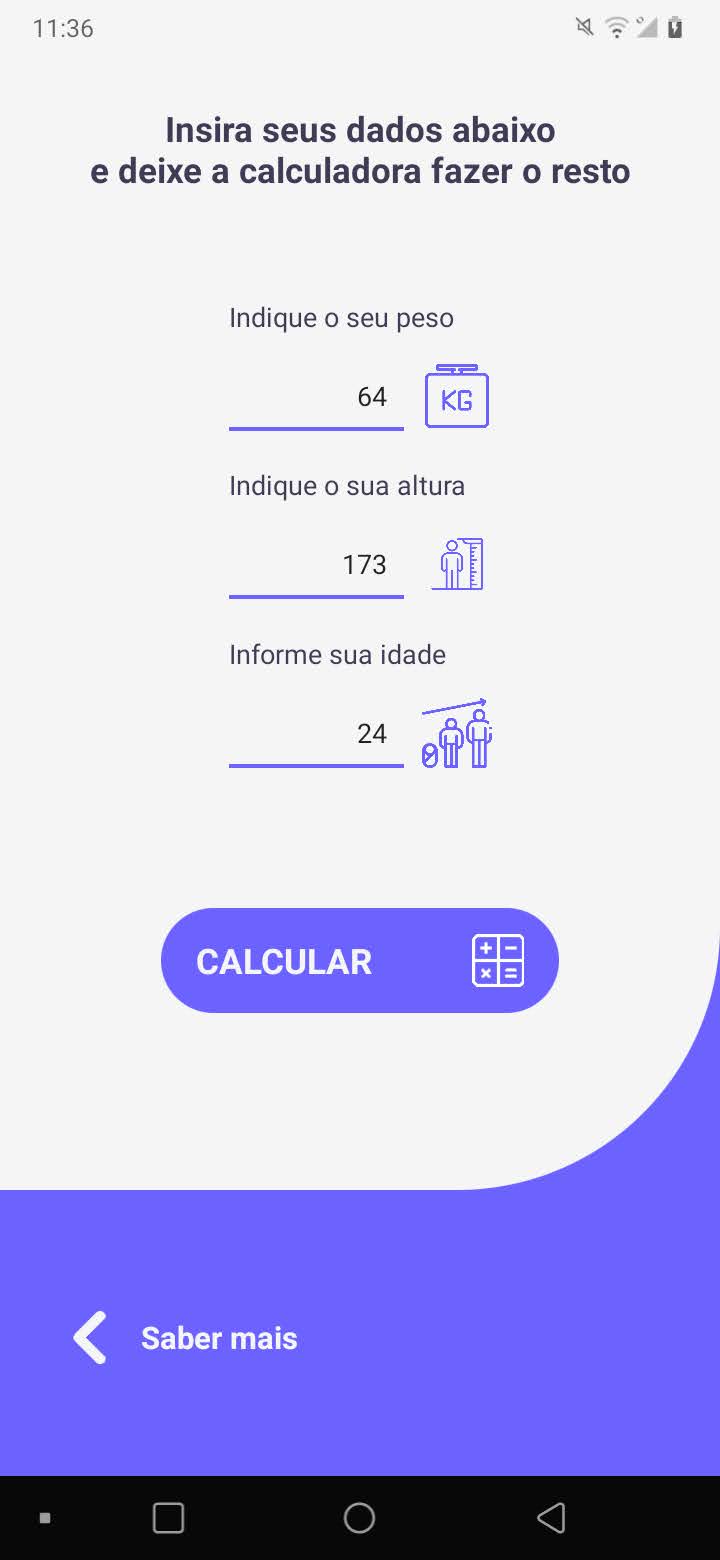 11:36
Insira seus dados abaixo
e deixe a calculadora fazer o resto
Indique o seu peso
64
KG
Indique o sua altura
173
Informe sua idade
24
CALCULAR
Saber mais